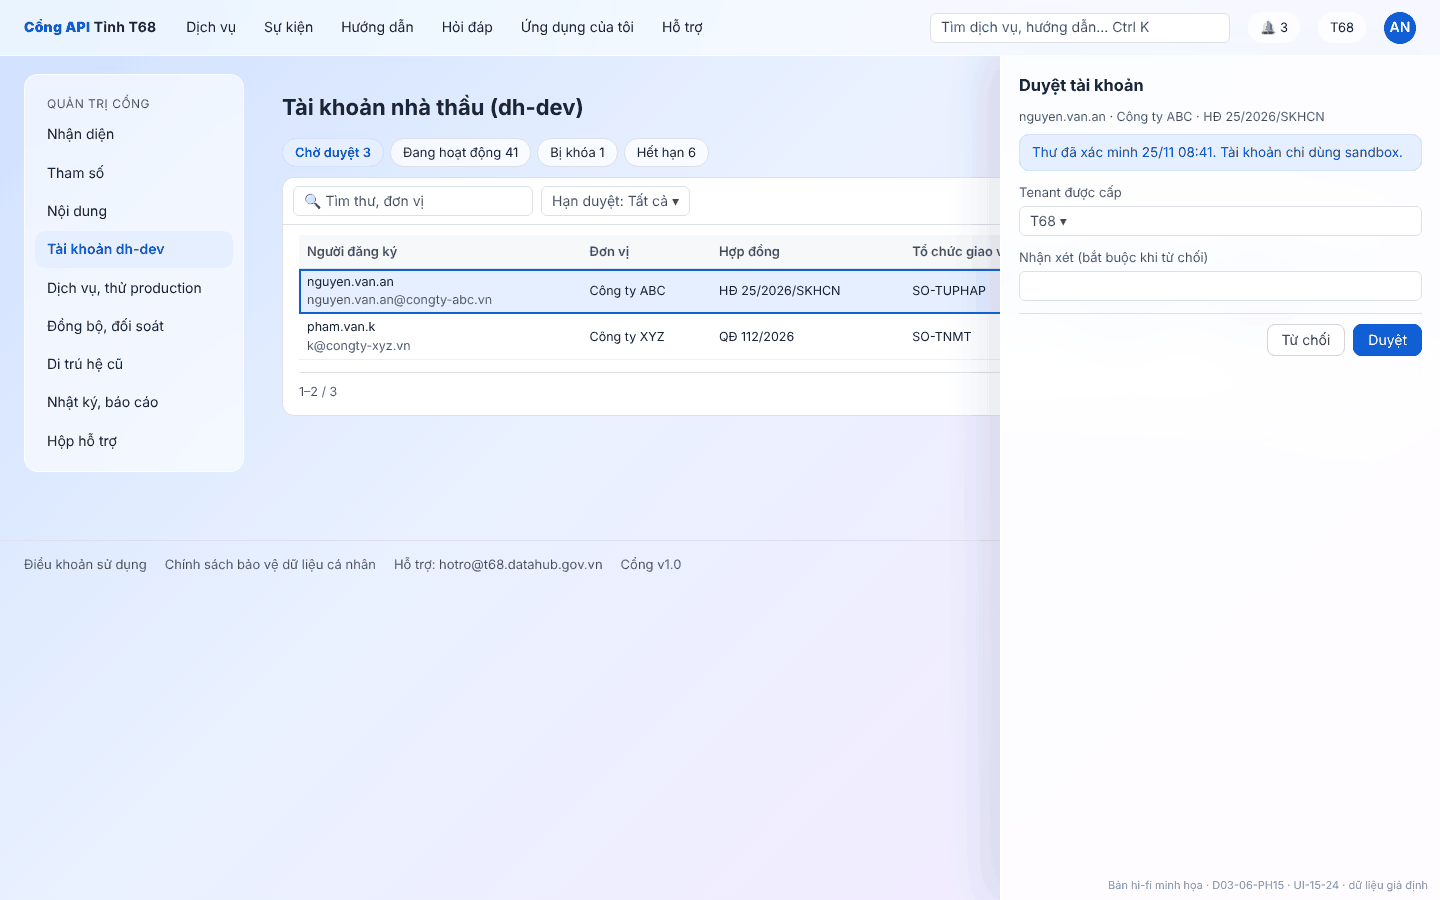 Cổng API Tỉnh T68
Dịch vụ
Sự kiện
Hướng dẫn
Hỏi đáp
Ứng dụng của tôi
Hỗ trợ
Tìm dịch vụ, hướng dẫn... Ctrl K
🔔 3
T68
AN
QUẢN TRỊ CỔNG
Nhận diện
Tham số
Nội dung
Tài khoản dh-dev
Dịch vụ, thử production
Đồng bộ, đối soát
Di trú hệ cũ
Nhật ký, báo cáo
Hộp hỗ trợ
Tài khoản nhà thầu (dh-dev)
Chờ duyệt 3
Đang hoạt động 41
Bị khóa 1
Hết hạn 6
🔍 Tìm thư, đơn vị
Hạn duyệt: Tất cả ▾
Người đăng ký
Đơn vị
Hợp đồng
Tổ chức giao
nguyen.van.an
nguyen.van.an@congty-abc.vn
Công ty ABC
HĐ 25/2026/SKHCN
SO-TUPHAP
pham.van.k
k@congty-xyz.vn
Công ty XYZ
QĐ 112/2026
SO-TNMT
1–2 / 3
Duyệt tài khoản
nguyen.van.an · Công ty ABC · HĐ 25/2026/SKHCN
Thư đã xác minh 25/11 08:41. Tài khoản chỉ dùng sandbox.
Tenant được cấp
T68 ▾
Nhận xét (bắt buộc khi từ chối)
Từ chối
Duyệt
Điều khoản sử dụng
Chính sách bảo vệ dữ liệu cá nhân
Hỗ trợ: hotro@t68.datahub.gov.vn
Cổng v1.0
Bản hi-fi minh họa · D03-06-PH15 · UI-15-24 · dữ liệu giả định